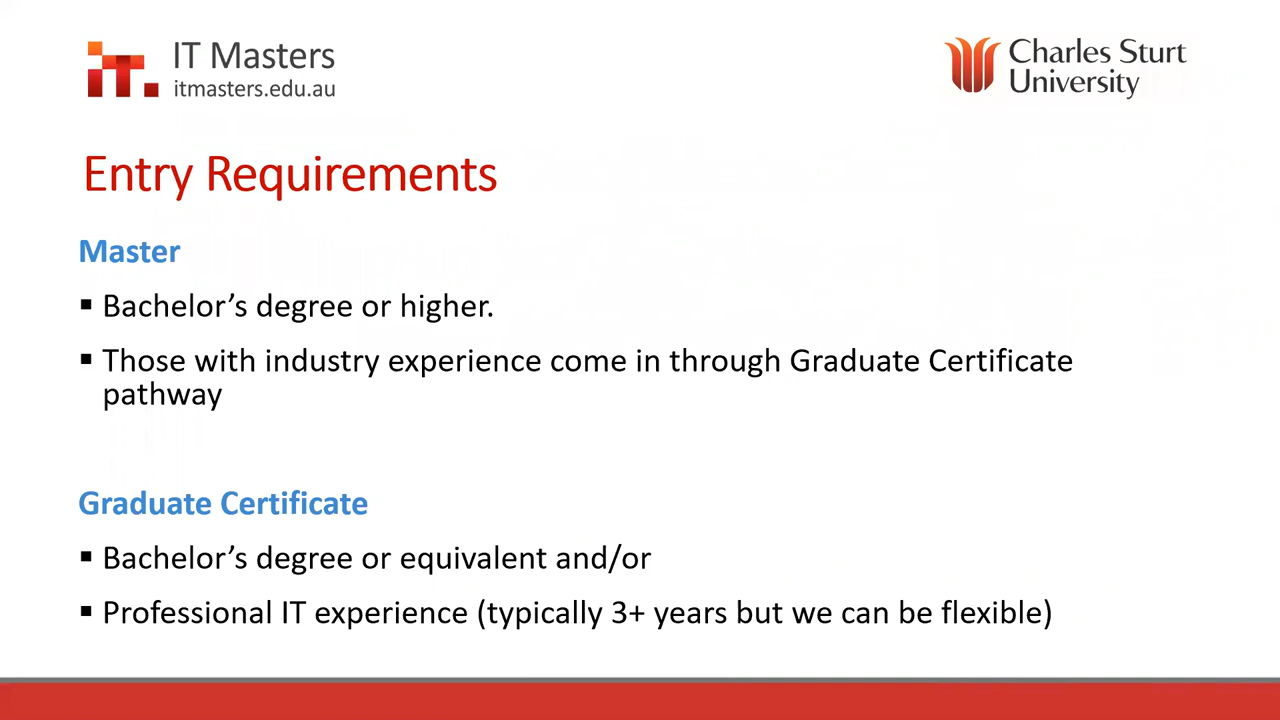 IT Masters
itmasters.edu.au
Charles Sturt
University
Entry Requirements
Master
▪ Bachelor’s degree or higher.
▪ Those with industry experience come in through Graduate Certificate
pathway
Graduate Certificate
▪ Bachelor’s degree or equivalent and/or
▪ Professional IT experience (typically 3+ years but we can be flexible)